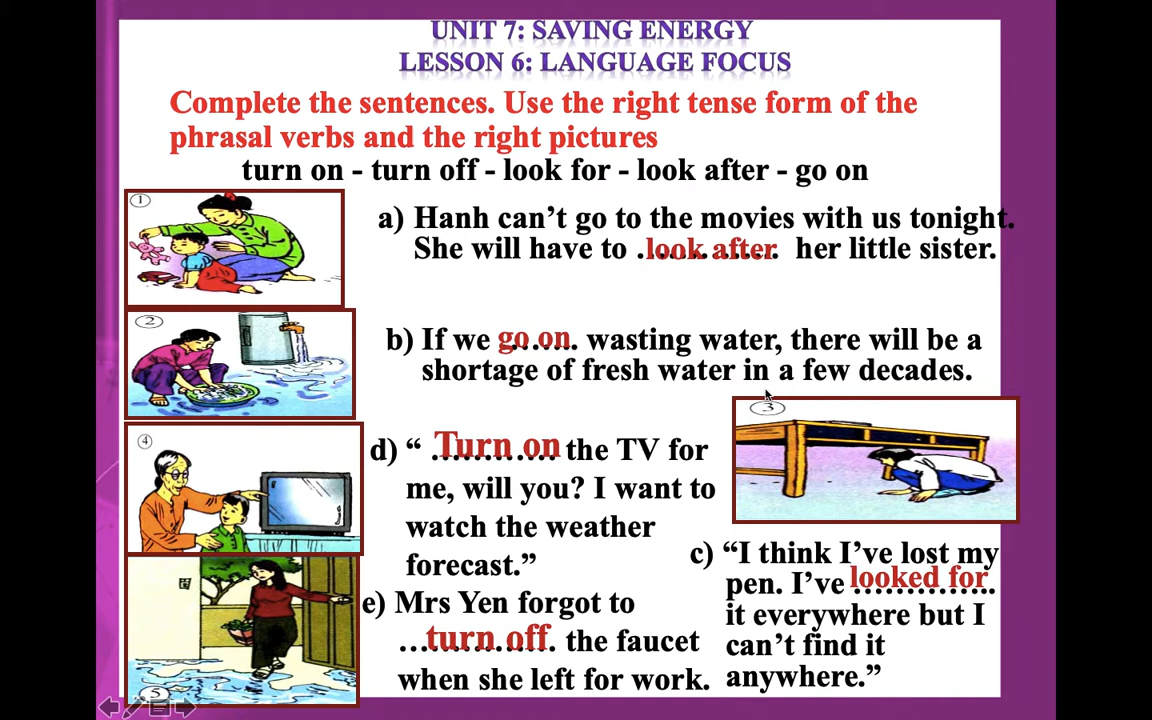 UNIT 7: SAVING ENERGY
LESSON 6: LANGUAGE FOCUS
Complete the sentences. Use the right tense form of the
phrasal verbs and the right pictures
turn on - turn off - look for - look after - go on
1
a) Hanh can't go to the movies with us tonight.
She will have to .look after. her little sister.
2
b) If we go on. wasting water, there will be a
shortage of fresh water in a few decades.
3
4
d) “ Turn on the TV for
me, will you? I want to
watch the weather
forecast.”
c) “I think I've lost my
pen. I've looked for..
it everywhere but I
can't find it
anywhere.”
e) Mrs Yen forgot to
…turn off. the faucet
when she left for work.
5